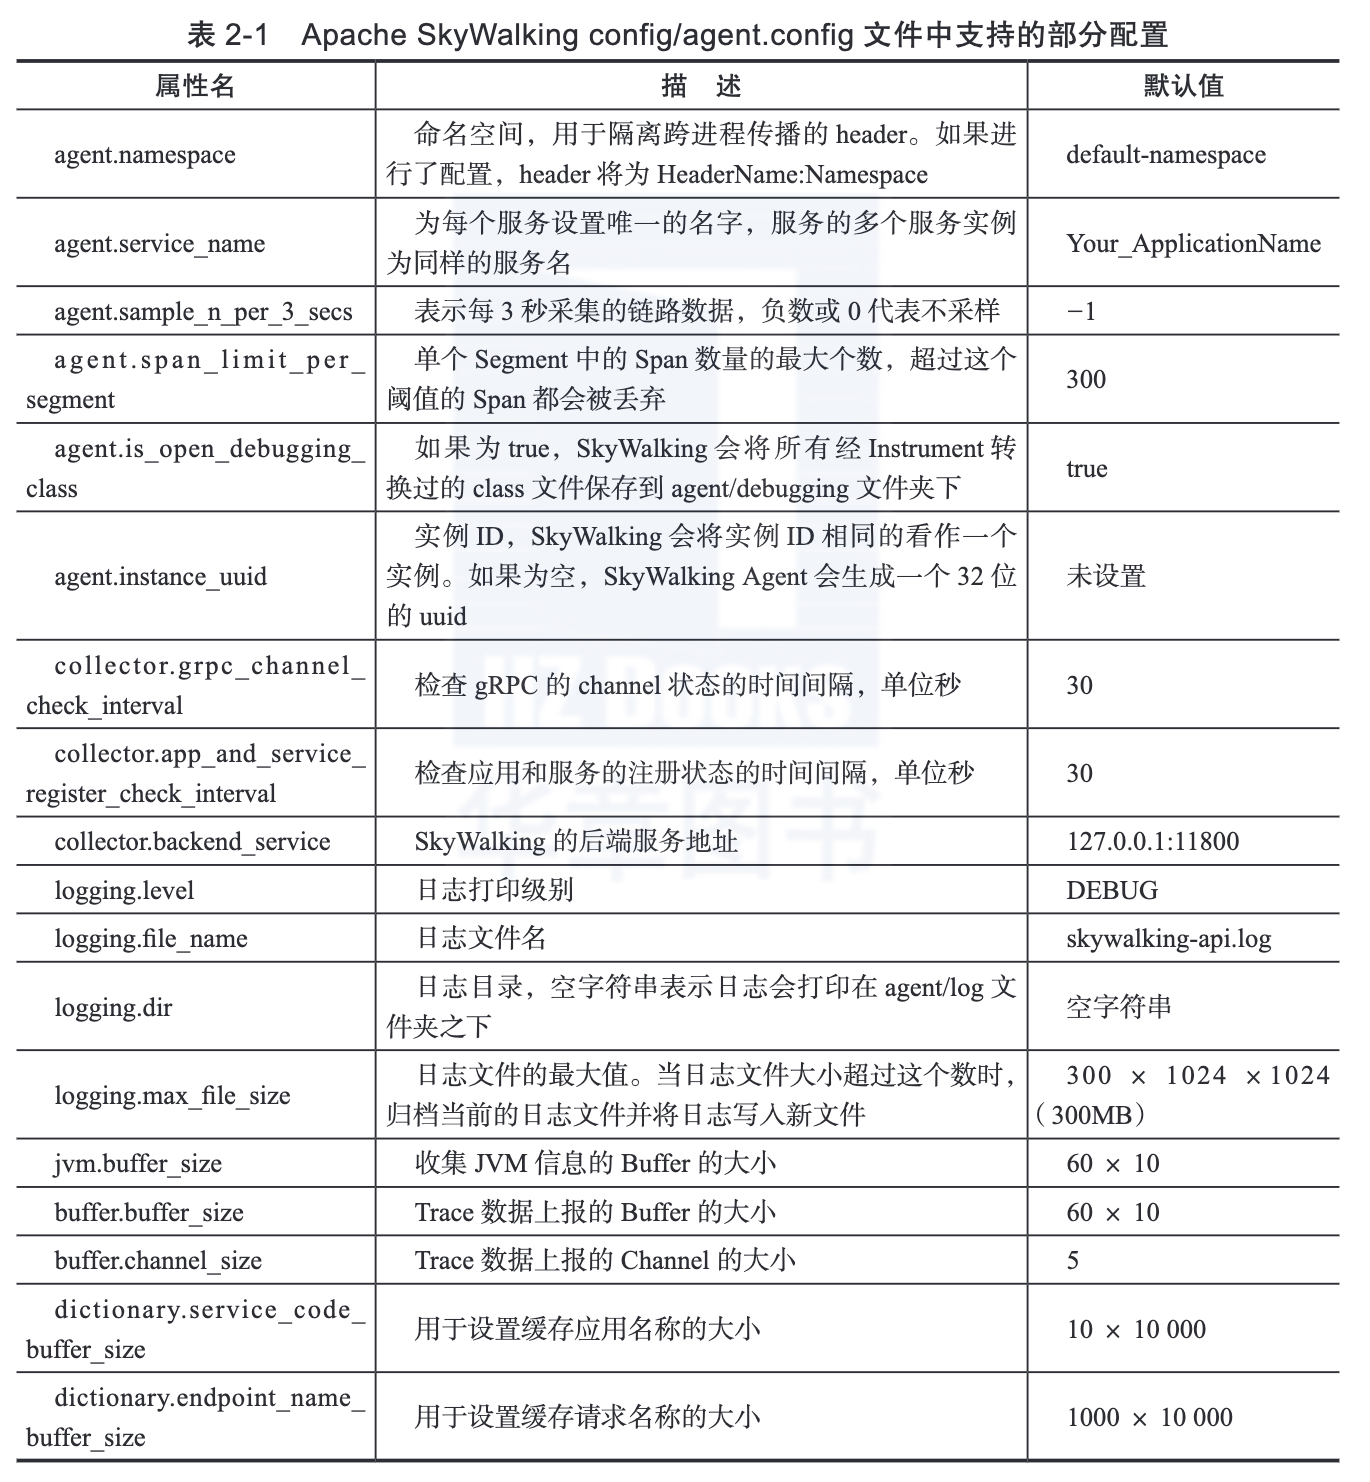 表 2-1 Apache SkyWalking config/agent.config 文件中支持的部分配置
属性名 描 述 默认值
agent.namespace
命名空间，用于隔离跨进程传播的 header。如果进
行了配置，header 将为 HeaderName:Namespace
default-namespace
agent.service_name
为每个服务设置唯一的名字，服务的多个服务实例
为同样的服务名
Your_ApplicationName
agent.sample_n_per_3_secs
表示每 3 秒采集的链路数据，负数或 0 代表不采样
−1
agent.span_limit_per_
segment
单个 Segment 中的 Span 数量的最大个数，超过这个
阈值的 Span 都会被丢弃
300
agent.is_open_debugging_
class
如果为 true，SkyWalking 会将所有经 Instrument 转
换过的 class 文件保存到 agent/debugging 文件夹下
true
agent.instance_uuid
实例 ID，SkyWalking 会将实例 ID 相同的看作一个
实例。如果为空，SkyWalking Agent 会生成一个 32 位
的 uuid
未设置
collector.grpc_channel_
check_interval
检查 gRPC 的 channel 状态的时间间隔，单位秒
30
collector.app_and_service_
register_check_interval
检查应用和服务的注册状态的时间间隔，单位秒
30
collector.backend_service
SkyWalking 的后端服务地址
127.0.0.1:11800
logging.level
日志打印级别
DEBUG
logging.file_name
日志文件名
skywalking-api.log
logging.dir
日志目录，空字符串表示日志会打印在 agent/log 文
件夹之下
空字符串
logging.max_file_size
日志文件的最大值。当日志文件大小超过这个数时，
归档当前的日志文件并将日志写入新文件
300 × 1024 ×1024
（300MB）
jvm.buffer_size
收集 JVM 信息的 Buffer 的大小
60 × 10
buffer.buffer_size
Trace 数据上报的 Buffer 的大小
60 × 10
buffer.channel_size
Trace 数据上报的 Channel 的大小
5
dictionary.service_code_
buffer_size
用于设置缓存应用名称的大小
10 × 10 000
dictionary.endpoint_name_
buffer_size
用于设置缓存请求名称的大小
1000 × 10 000
HZ BOOKS
华章图书